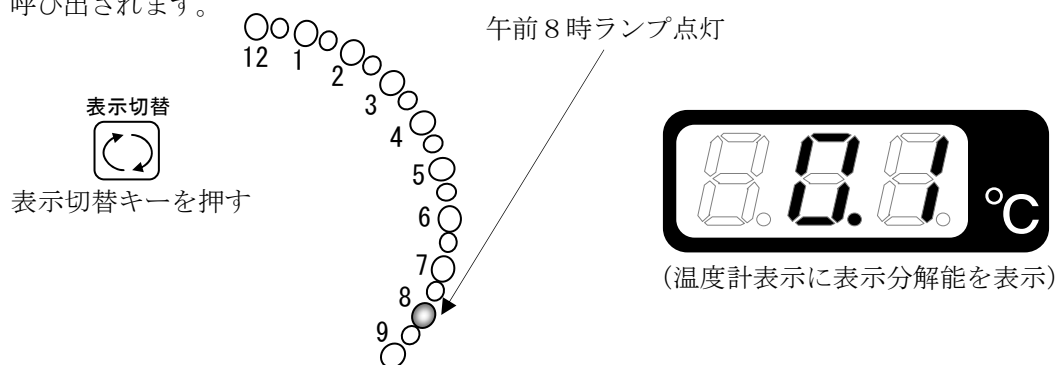 呼び出されます。
午前８時ランプ点灯
12
1
2
3
4
5
6
7
8
9
表示切替
表示切替キーを押す
0.1
℃
(温度計表示に表示分解能を表示)